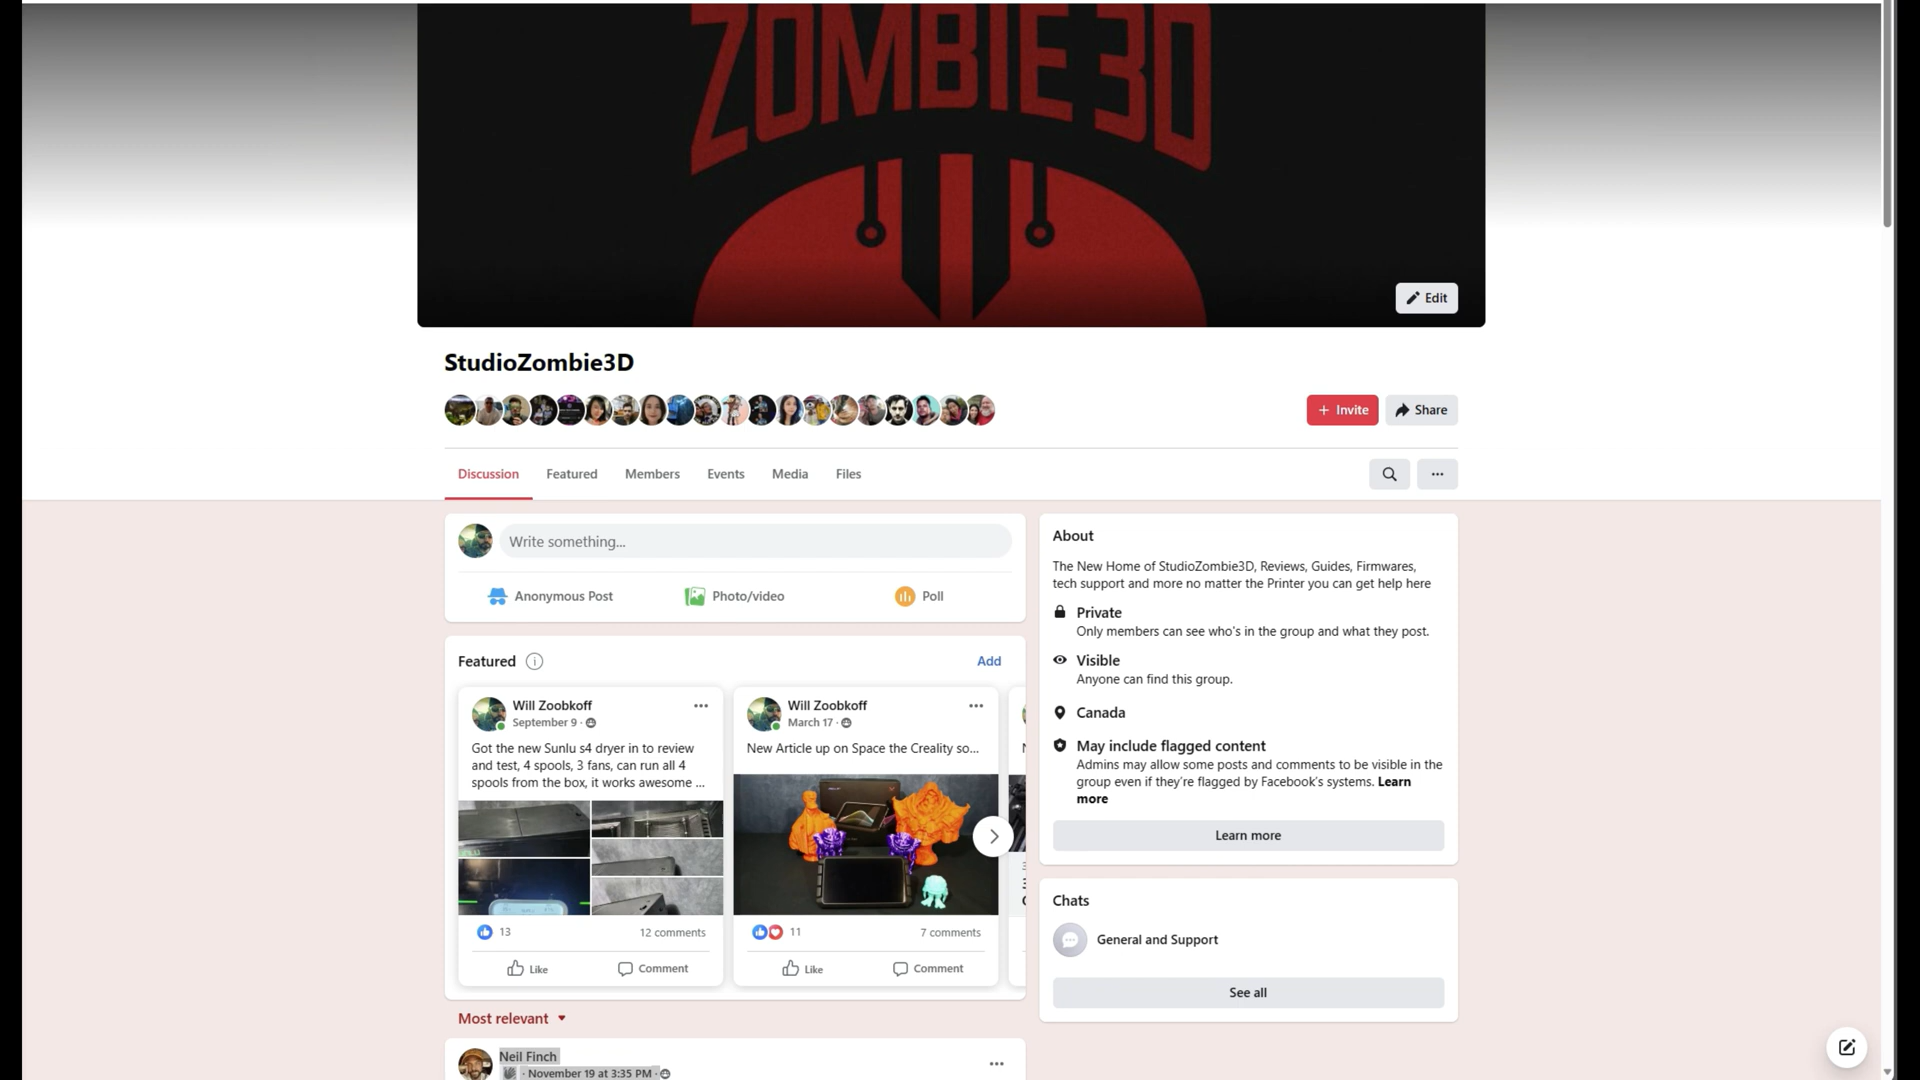 ZOMBIE 3D
Edit
StudioZombie3D
+ Invite
Share
Discussion
Featured
Members
Events
Media
Files
Write something...
Anonymous Post
Photo/video
Poll
Featured
Add
Will Zoobkoff
September 9 ·
Got the new Sunlu s4 dryer in to review
and test, 4 spools, 3 fans, can run all 4
spools from the box, it works awesome ...
13
12 comments
Like
Comment
Will Zoobkoff
March 17 ·
New Article up on Space the Creality so...
11
7 comments
Like
Comment
Most relevant
Neil Finch
· November 19 at 3:35 PM ·
About
The New Home of StudioZombie3D, Reviews, Guides, Firmwares,
tech support and more no matter the Printer you can get help here
Private
Only members can see who's in the group and what they post.
Visible
Anyone can find this group.
Canada
May include flagged content
Admins may allow some posts and comments to be visible in the
group even if they're flagged by Facebook's systems. Learn
more
Learn more
Chats
General and Support
See all